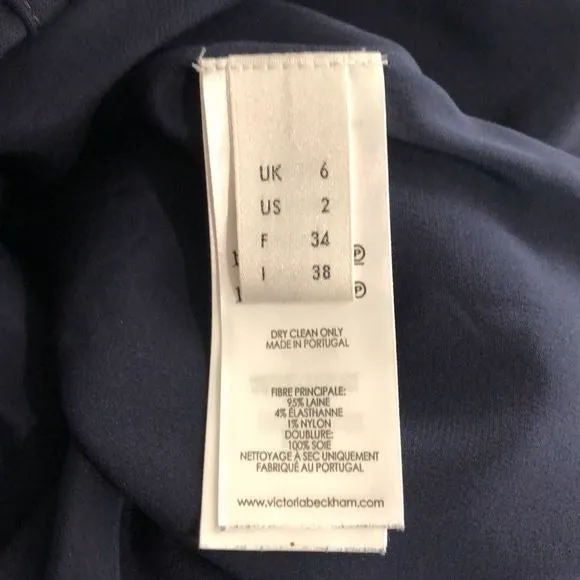 UK 6
US 2
F 34
I 38
P
P
DRY CLEAN ONLY
MADE IN PORTUGAL
FIBRE PRINCIPALE:
95% LAINE
4% ÉLASTHANNE
1% NYLON
DOUBLURE:
100% SOIE
NETTOYAGE À SEC UNIQUEMENT
FABRIQUÉ AU PORTUGAL
www.victoriabeckham.com